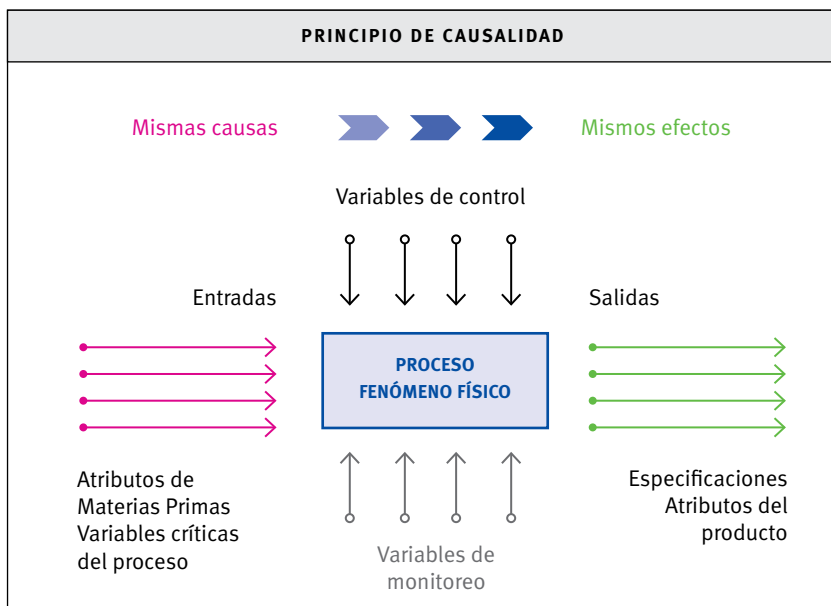 PRINCIPIO DE CAUSALIDAD
Mismas causas
Mismos efectos
Variables de control
Entradas
Salidas
PROCESO
FENÓMENO FÍSICO
Atributos de
Materias Primas
Variables críticas
del proceso
Especificaciones
Atributos del
producto
Variables de
monitoreo